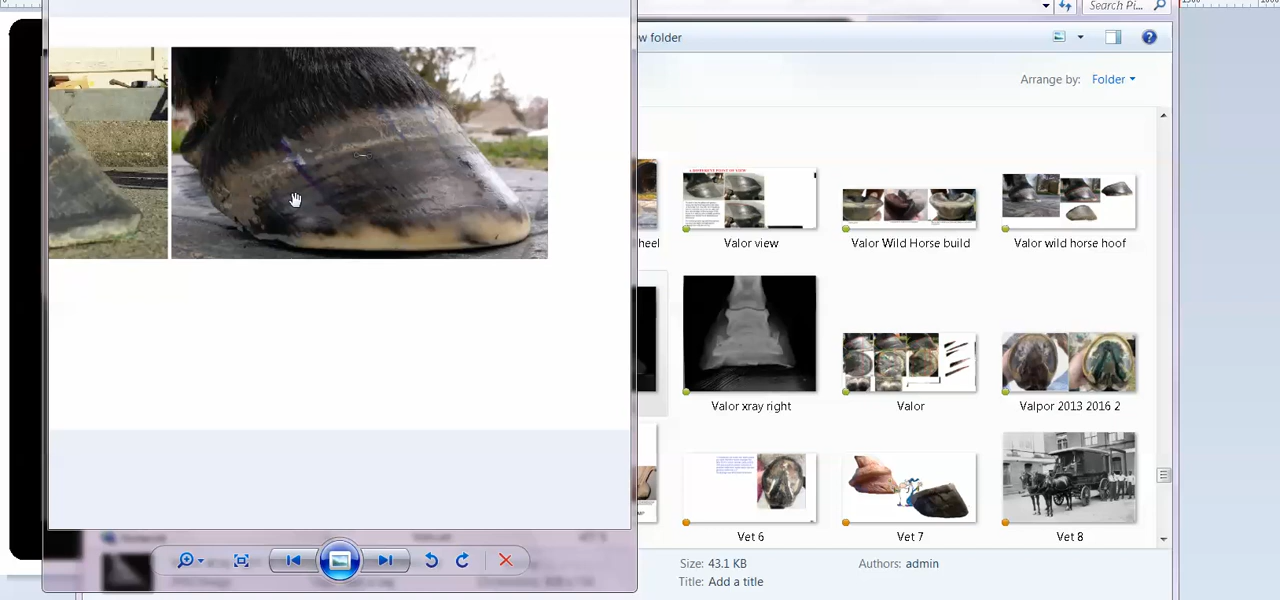 Search Pi...
w folder
Arrange by: Folder
heel
Valor view
Valor Wild Horse build
Valor wild horse hoof
Valor xray right
Valor
Valpor 2013 2016 2
Vet 6
Vet 7
Vet 8
Size: 43.1 KB
Authors: admin
Title: Add a title